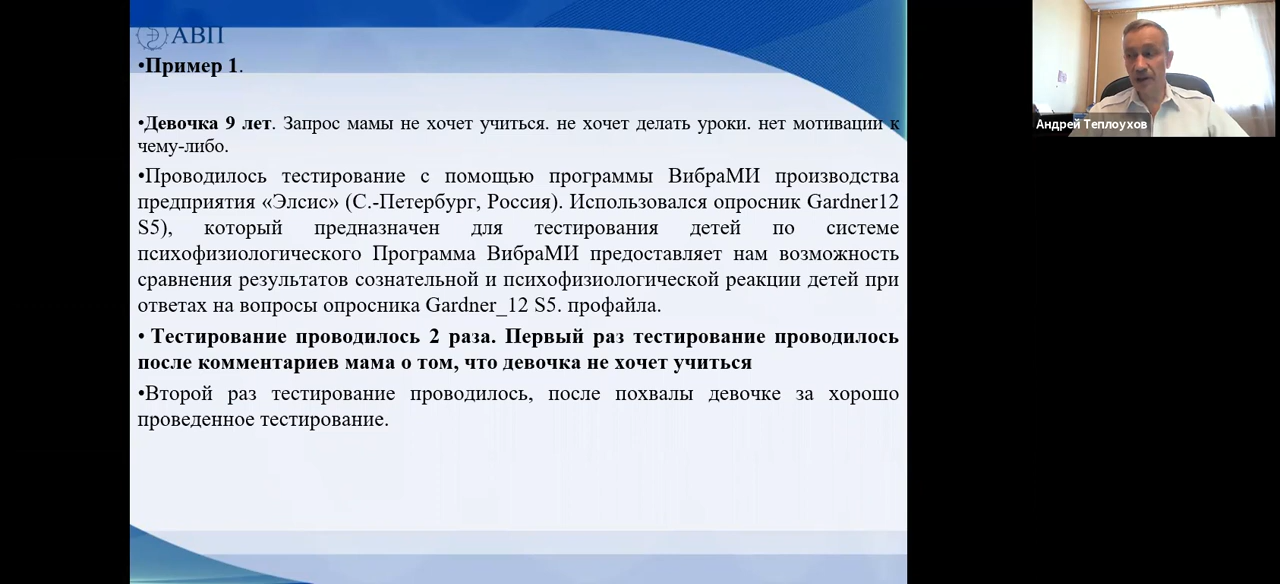 АВП
•Пример 1.
•Девочка 9 лет. Запрос мамы не хочет учиться. не хочет делать уроки. нет мотивации к
чему-либо.
•Проводилось тестирование с помощью программы ВибраМИ производства
предприятия «Элсис» (С.-Петербург, Россия). Использовался опросник Gardner12
S5), который предназначен для тестирования детей по системе
психофизиологического Программа ВибраМИ предоставляет нам возможность
сравнения результатов сознательной и психофизиологической реакции детей при
ответах на вопросы опросника Gardner_12 S5. профайла.
• Тестирование проводилось 2 раза. Первый раз тестирование проводилось
после комментариев мама о том, что девочка не хочет учиться
•Второй раз тестирование проводилось, после похвалы девочке за хорошо
проведенное тестирование.
Андрей Теплоухов